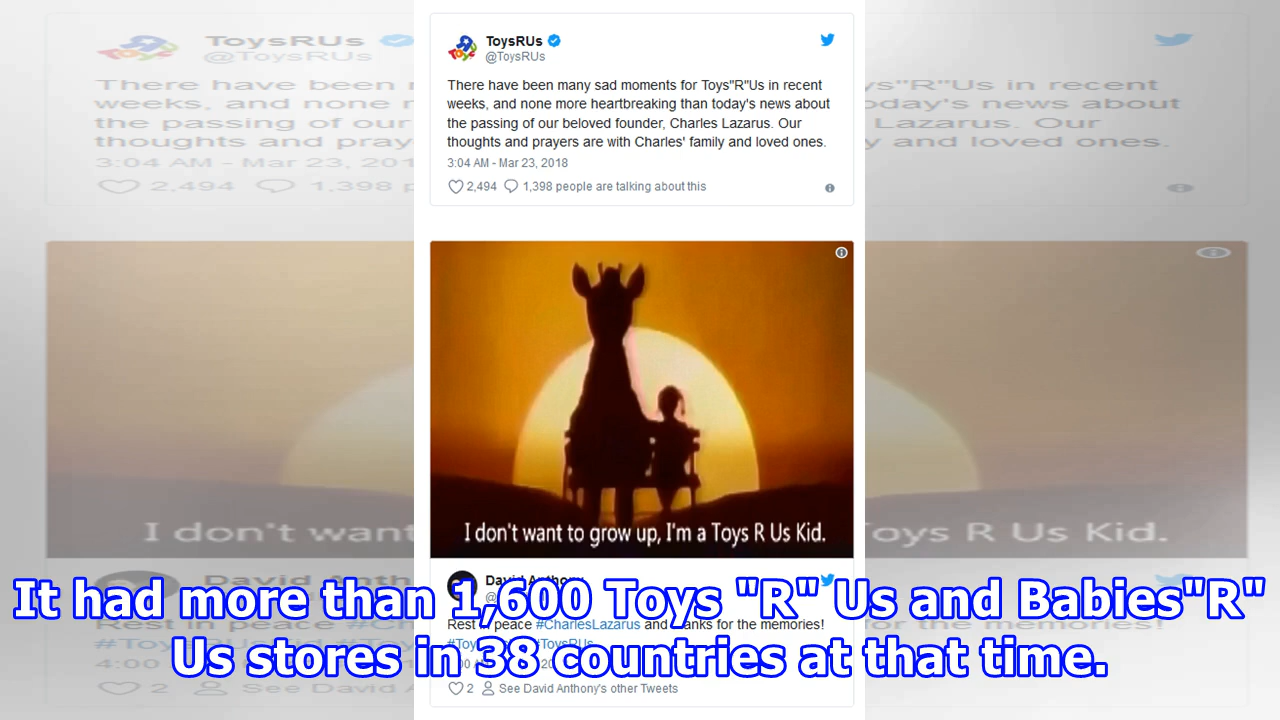 ToysRUs
@ToysRUs
There have been many sad moments for Toys"R"Us in recent
weeks, and none more heartbreaking than today's news about
the passing of our beloved founder, Charles Lazarus. Our
thoughts and prayers are with Charles' family and loved ones.
3:04 AM - Mar 23, 2018
2,494 1,398 people are talking about this
I don't want to grow up, I'm a Toys R Us Kid.
David Anthony
Rest in peace #CharlesLazarus and thanks for the memories!
#ToysRUs
2 See David Anthony's other Tweets
It had more than 1,600 Toys "R" Us and Babies"R"
Us stores in 38 countries at that time.